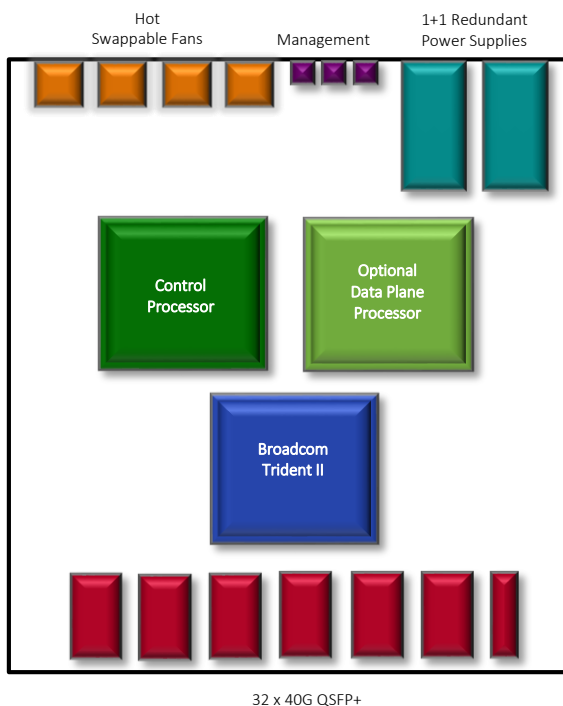 Hot
Swappable Fans
Management
1+1 Redundant
Power Supplies
Control
Processor
Optional
Data Plane
Processor
Broadcom
Trident II
32 x 40G QSFP+